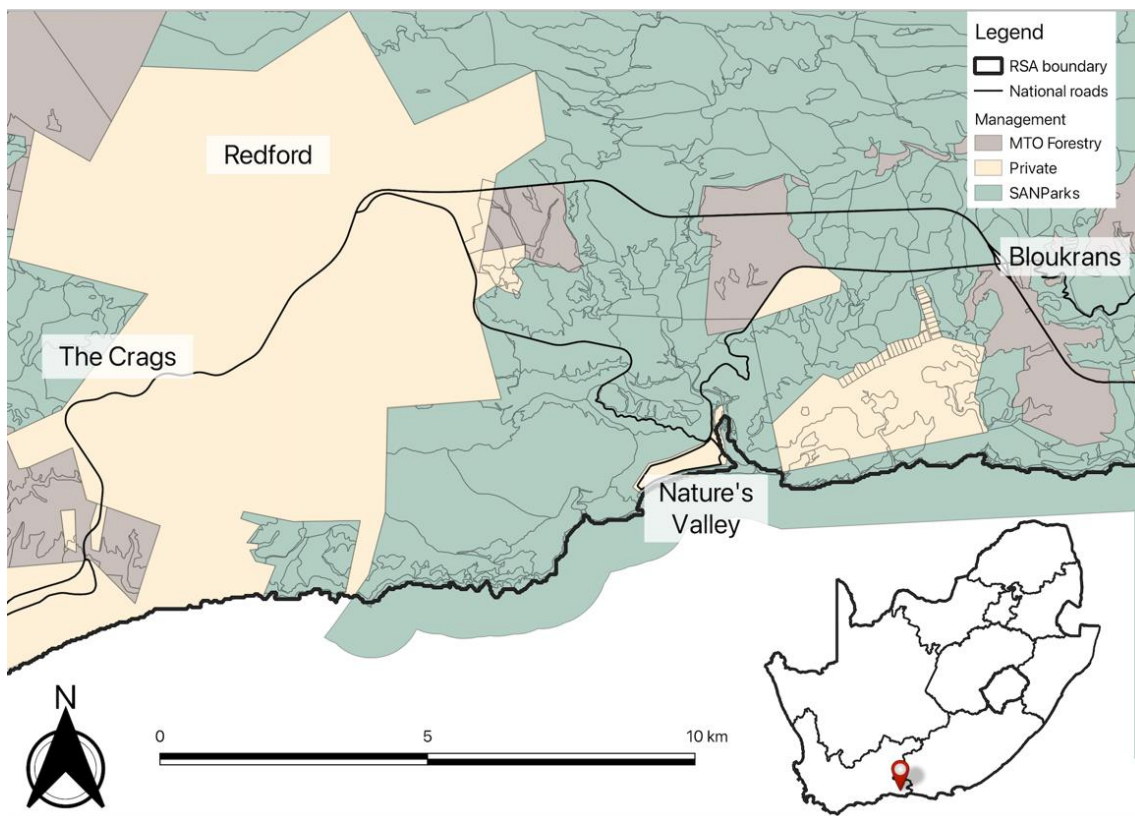 Legend
RSA boundary
National roads
Management
MTO Forestry
Private
SANParks
Redford
Bloukrans
The Crags
Nature's
Valley
N
0 5 10 km